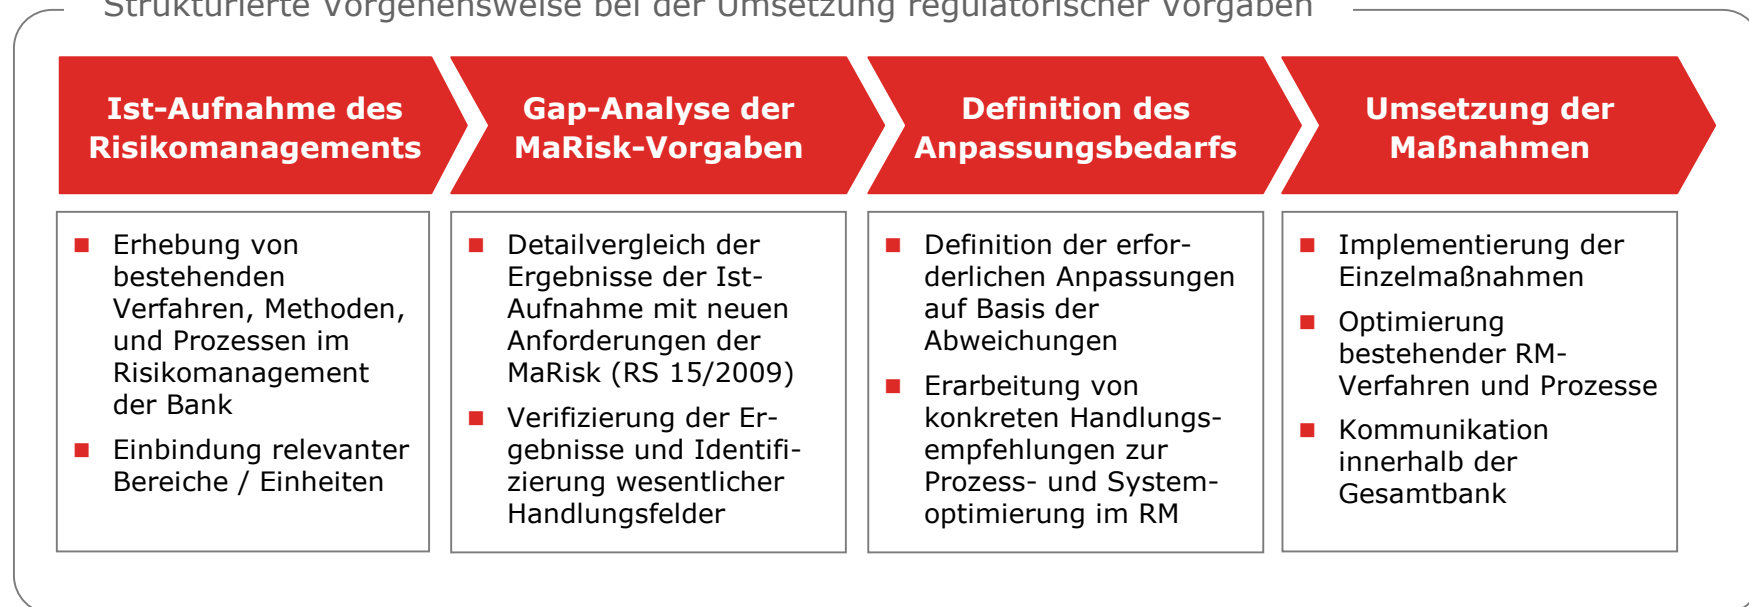 Strukturierte Vorgehensweise bei der Umsetzung regulatorischer Vorgaben
Ist-Aufnahme des
Risikomanagements
Gap-Analyse der
MaRisk-Vorgaben
Definition des
Anpassungsbedarfs
Umsetzung der
Maßnahmen
Erhebung von
bestehenden
Verfahren, Methoden,
und Prozessen im
Risikomanagement
der Bank
Einbindung relevanter
Bereiche / Einheiten
Detailvergleich der
Ergebnisse der Ist-
Aufnahme mit neuen
Anforderungen der
MaRisk (RS 15/2009)
Verifizierung der Er-
gebnisse und Identifi-
zierung wesentlicher
Handlungsfelder
Definition der erfor-
derlichen Anpassungen
auf Basis der
Abweichungen
Erarbeitung von
konkreten Handlungs-
empfehlungen zur
Prozess- und System-
optimierung im RM
Implementierung der
Einzelmaßnahmen
Optimierung
bestehender RM-
Verfahren und Prozesse
Kommunikation
innerhalb der
Gesamtbank